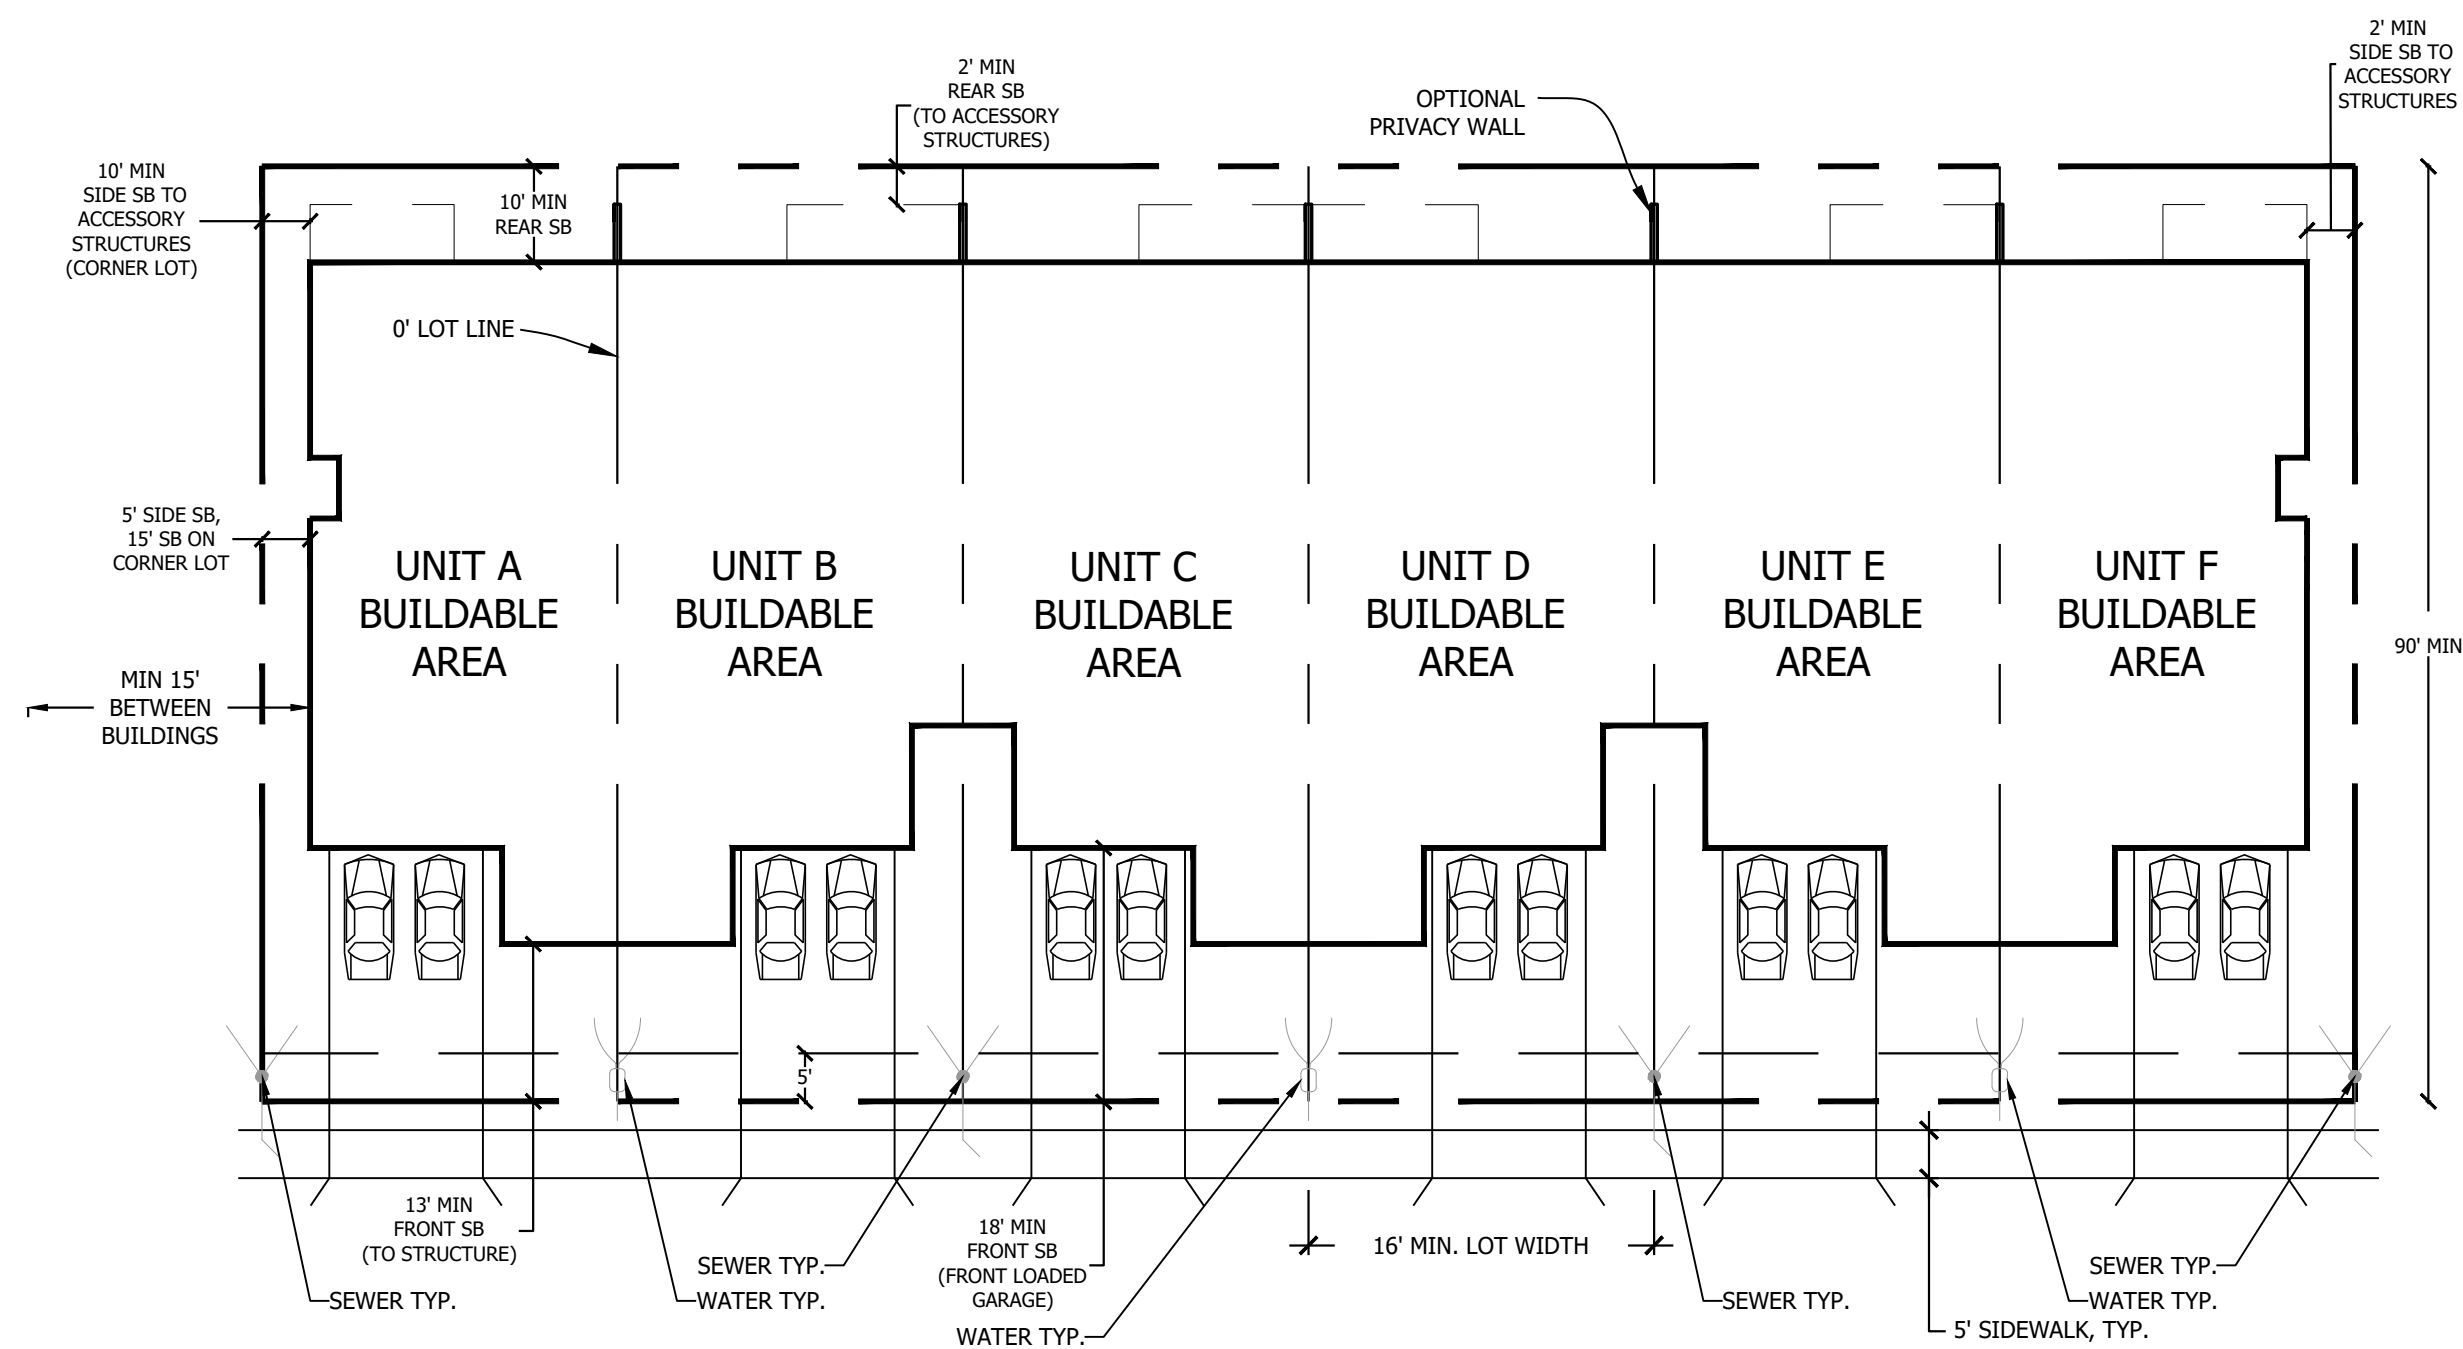 2' MIN
SIDE SB TO
ACCESSORY
STRUCTURES
2' MIN
REAR SB
(TO ACCESSORY
STRUCTURES)
OPTIONAL
PRIVACY WALL
10' MIN
SIDE SB TO
ACCESSORY
STRUCTURES
(CORNER LOT)
10' MIN
REAR SB
0' LOT LINE
5' SIDE SB,
15' SB ON
CORNER LOT
UNIT A
BUILDABLE
AREA
UNIT B
BUILDABLE
AREA
UNIT C
BUILDABLE
AREA
UNIT D
BUILDABLE
AREA
UNIT E
BUILDABLE
AREA
UNIT F
BUILDABLE
AREA
90' MIN
MIN 15'
BETWEEN
BUILDINGS
5'
13' MIN
FRONT SB
(TO STRUCTURE)
SEWER TYP.
SEWER TYP.
WATER TYP.
18' MIN
FRONT SB
(FRONT LOADED
GARAGE)
WATER TYP.
16' MIN. LOT WIDTH
SEWER TYP.
SEWER TYP.
WATER TYP.
5' SIDEWALK, TYP.